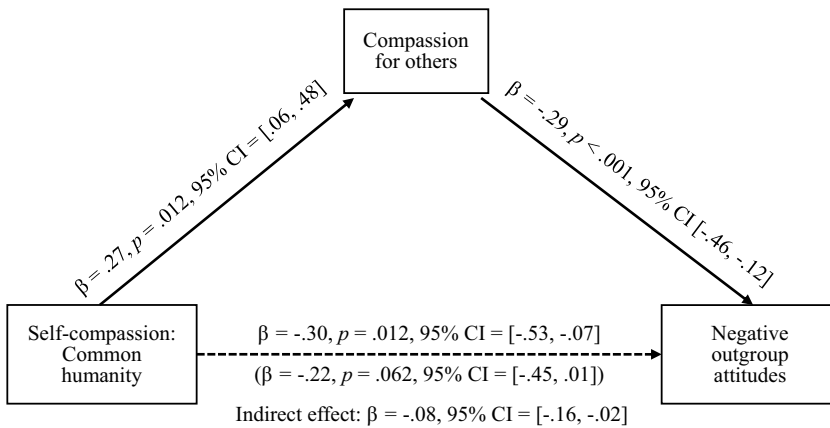 Compassion
for others
β = .27, p = .012, 95% CI = [.06, .48]
β = -.29, p < .001, 95% CI [-.46, -.12]
Self-compassion:
Common
humanity
β = -.30, p = .012, 95% CI = [-.53, -.07]
(β = -.22, p = .062, 95% CI = [-.45, .01])
Indirect effect: β = -.08, 95% CI = [-.16, -.02]
Negative
outgroup
attitudes